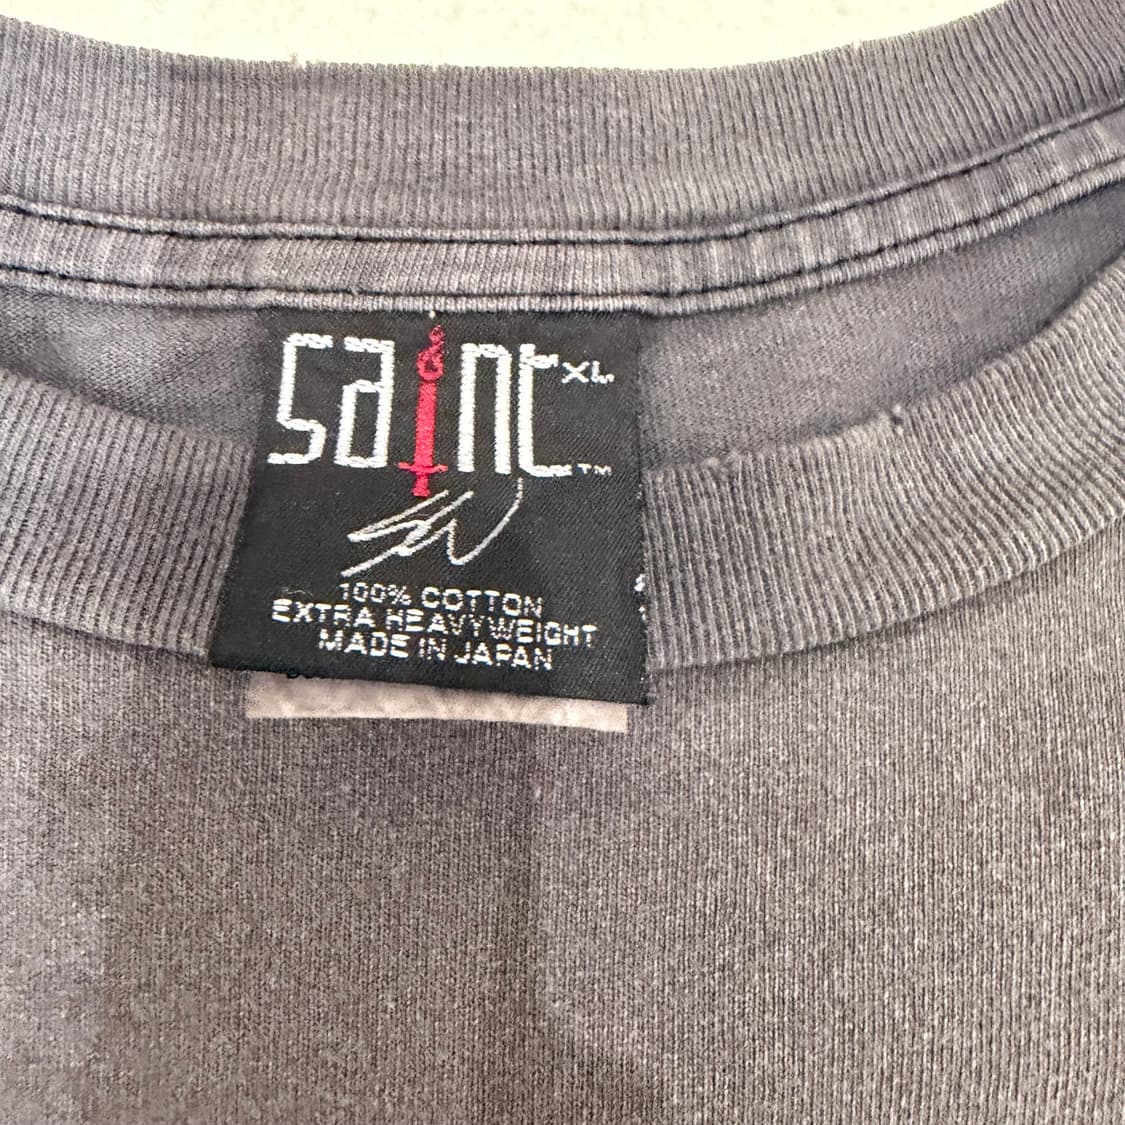 saint XL
TM
100% COTTON
EXTRA HEAVYWEIGHT
MADE IN JAPAN